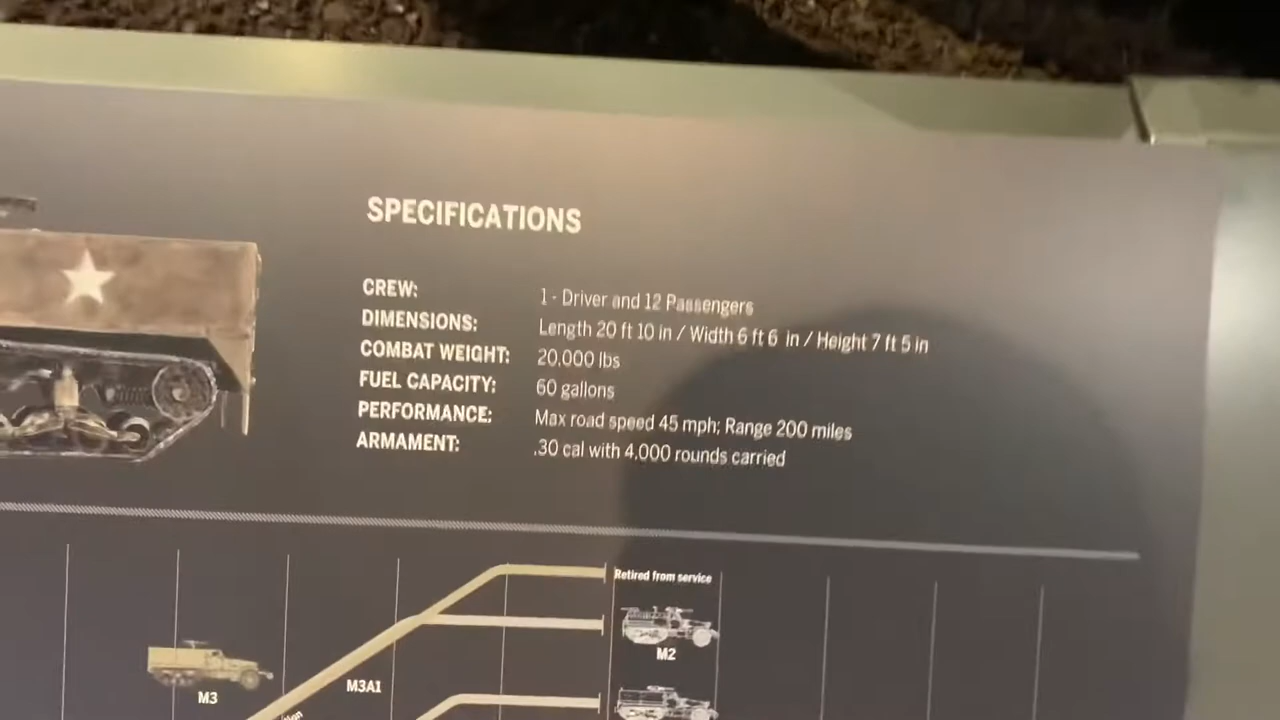 SPECIFICATIONS
CREW: 1 - Driver and 12 Passengers
DIMENSIONS: Length 20 ft 10 in / Width 6 ft 6 in / Height 7 ft 5 in
COMBAT WEIGHT: 20,000 lbs
FUEL CAPACITY: 60 gallons
PERFORMANCE: Max road speed 45 mph; Range 200 miles
ARMAMENT: .30 cal with 4,000 rounds carried
Retired from service
M2
M3A1
M3